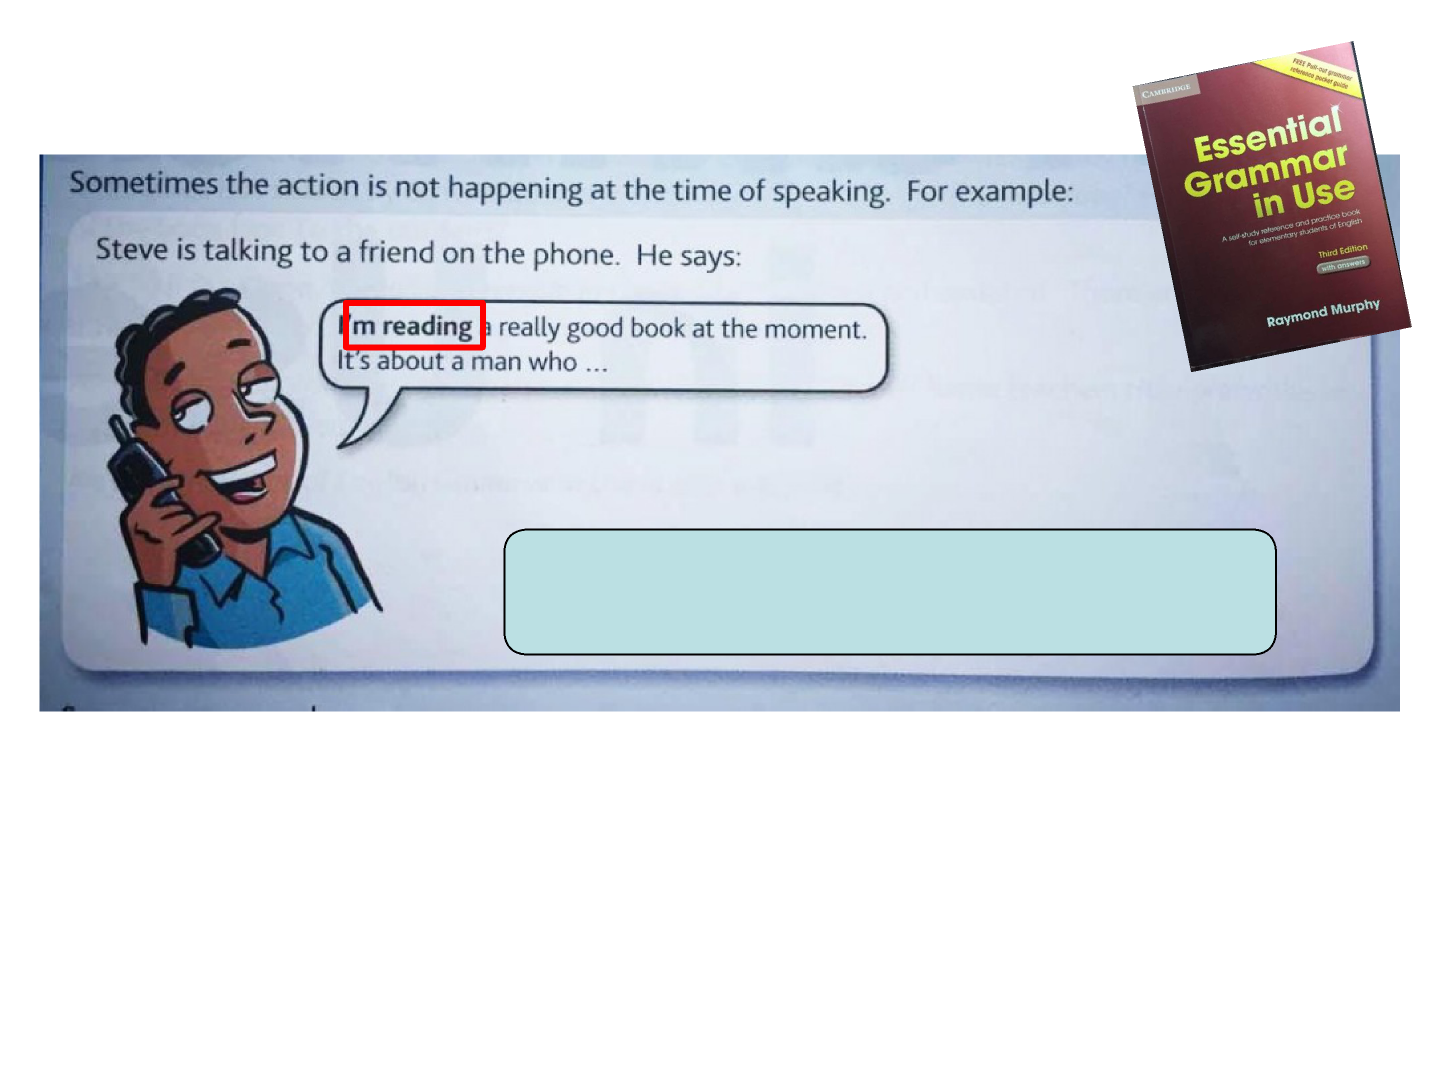 Sometimes the action is not happening at the time of speaking. For example:
Steve is talking to a friend on the phone. He says:
I'm reading a really good book at the moment.
It's about a man who ...
CAMBRIDGE
FREE Pull-out grammar
reference pocket guide
Essential
Grammar
in Use
A self-study reference and practice book
for elementary students of English
Third Edition
with answers
Raymond Murphy